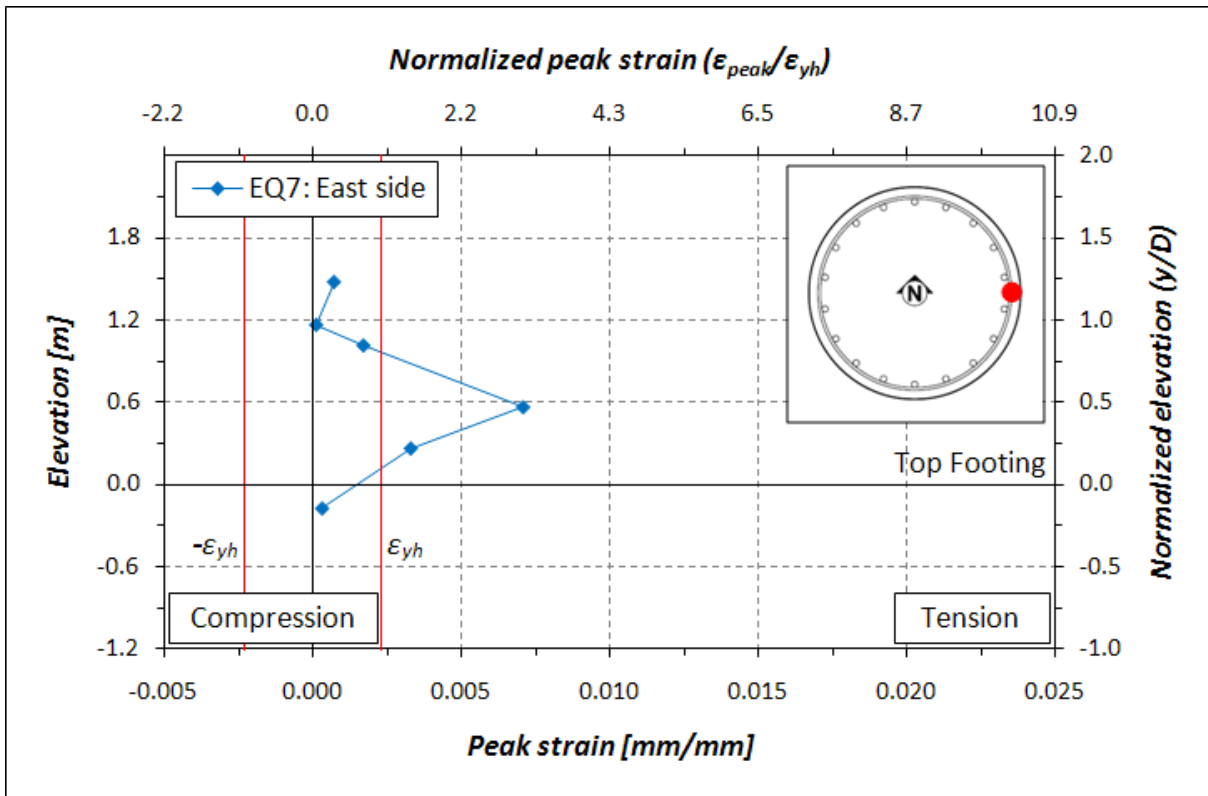 Normalized peak strain (εpeak/εyh)
-2.2 0.0 2.2 4.3 6.5 8.7 10.9
EQ7: East side
2.0
1.8 1.5
1.2 1.0
0.6 0.5
0.0 0.0
-0.6 -0.5
-1.2 -1.0
Elevation [m]
Normalized elevation (y/D)
N
Top Footing
-εyh εyh
Compression Tension
-0.005 0.000 0.005 0.010 0.015 0.020 0.025
Peak strain [mm/mm]